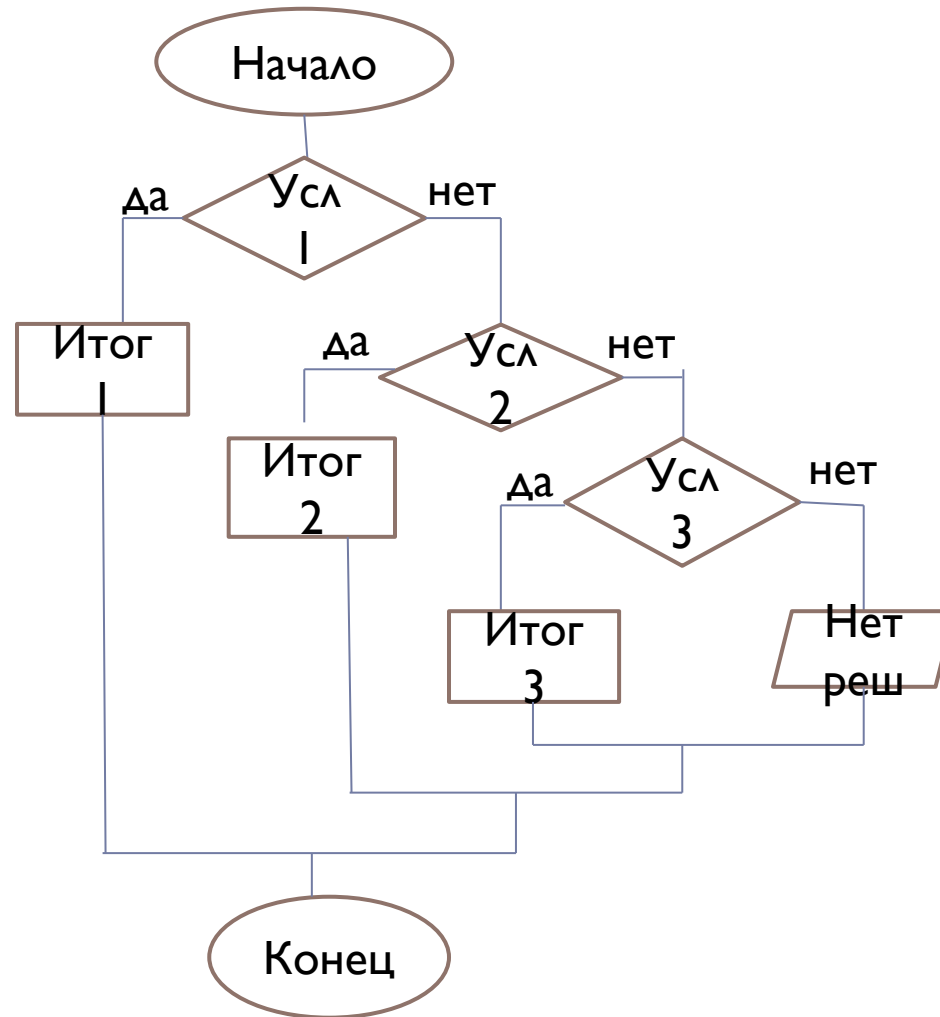 Начало
да
Усл
1
нет
Итог
1
да
Усл
2
нет
Итог
2
да
Усл
3
нет
Итог
3
Нет
реш
Конец